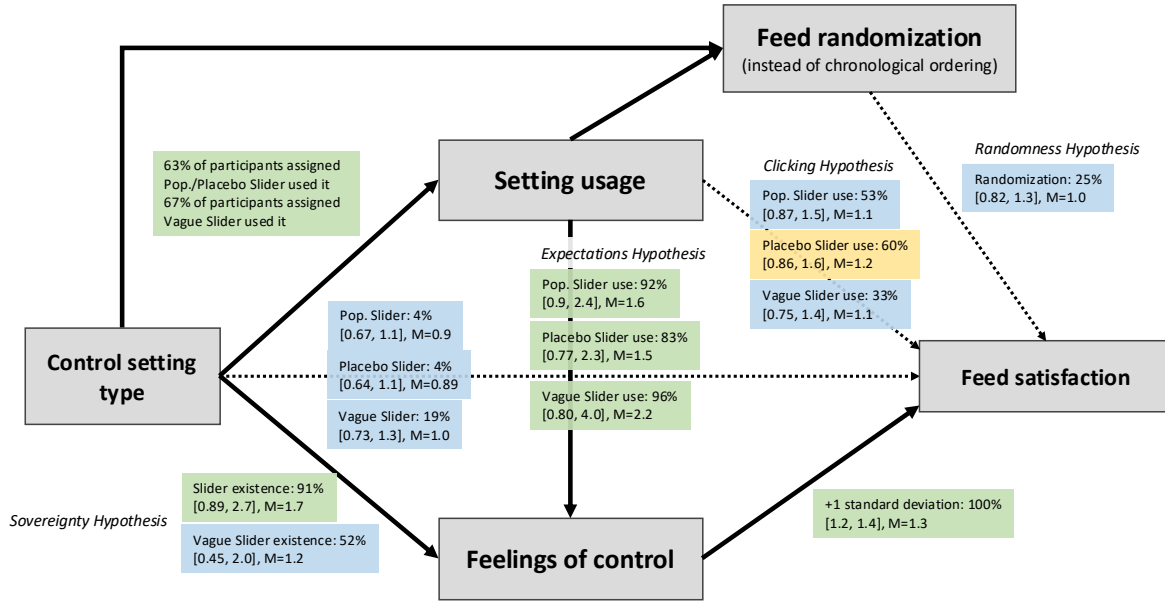 Feed randomization
(instead of chronological ordering)
63% of participants assigned
Pop./Placebo Slider used it
67% of participants assigned
Vague Slider used it
Setting usage
Clicking Hypothesis
Pop. Slider use: 53%
[0.87, 1.5], M=1.1
Placebo Slider use: 60%
[0.86, 1.6], M=1.2
Vague Slider use: 33%
[0.75, 1.4], M=1.1
Randomness Hypothesis
Randomization: 25%
[0.82, 1.3], M=1.0
Expectations Hypothesis
Pop. Slider use: 92%
[0.9, 2.4], M=1.6
Placebo Slider use: 83%
[0.77, 2.3], M=1.5
Vague Slider use: 96%
[0.80, 4.0], M=2.2
Pop. Slider: 4%
[0.67, 1.1], M=0.9
Placebo Slider: 4%
[0.64, 1.1], M=0.89
Vague Slider: 19%
[0.73, 1.3], M=1.0
Control setting
type
Feed satisfaction
Sovereignty Hypothesis
Slider existence: 91%
[0.89, 2.7], M=1.7
Vague Slider existence: 52%
[0.45, 2.0], M=1.2
Feelings of control
+1 standard deviation: 100%
[1.2, 1.4], M=1.3